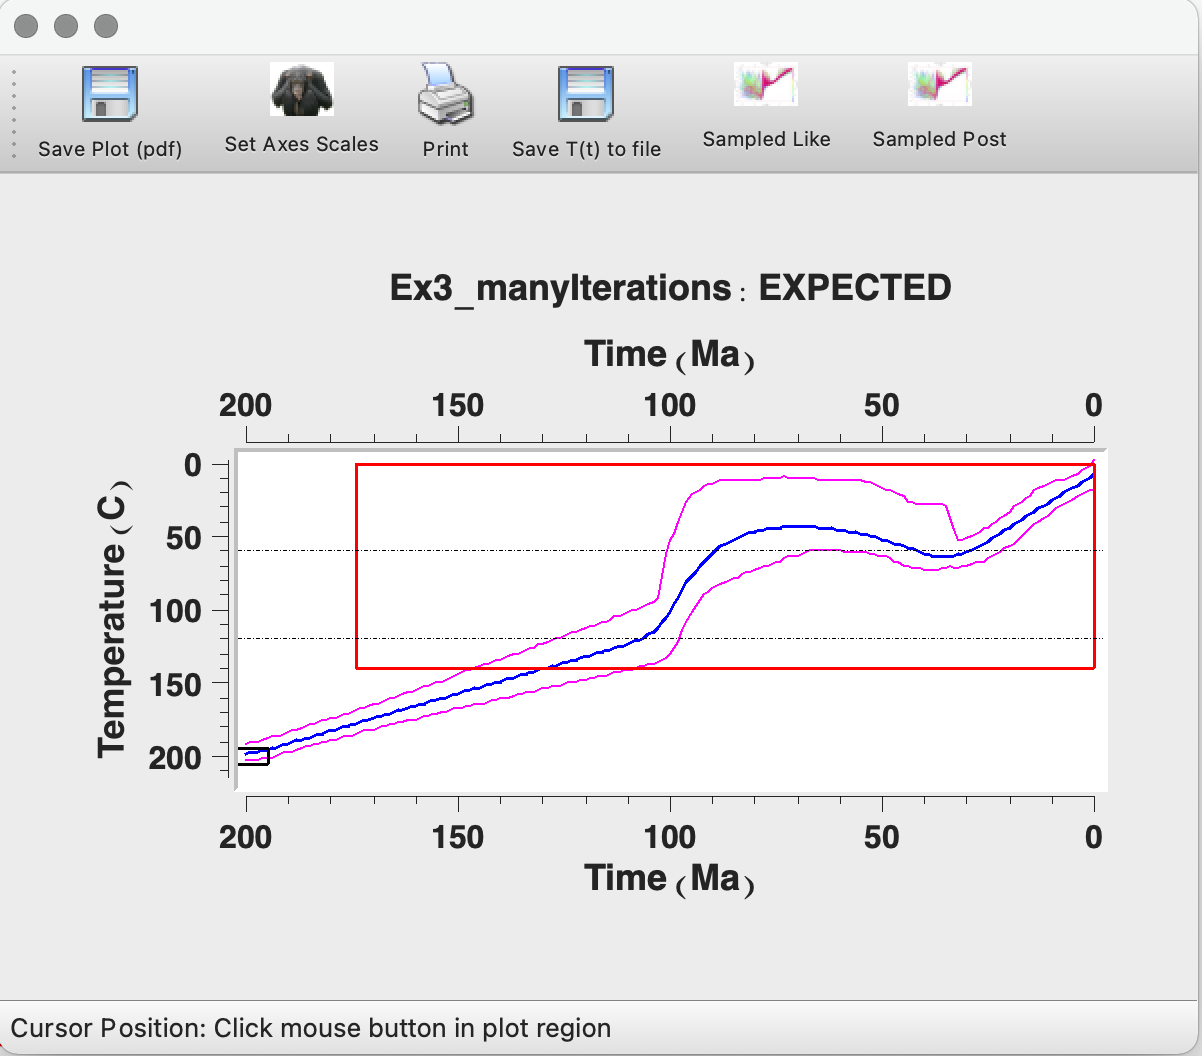 Save Plot (pdf)
Set Axes Scales
Print
Save T(t) to file
Sampled Like
Sampled Post
Ex3_manyIterations : EXPECTED
Time (Ma)
200 150 100 50 0
Temperature (C)
0
50
100
150
200
200 150 100 50 0
Time (Ma)
Cursor Position: Click mouse button in plot region